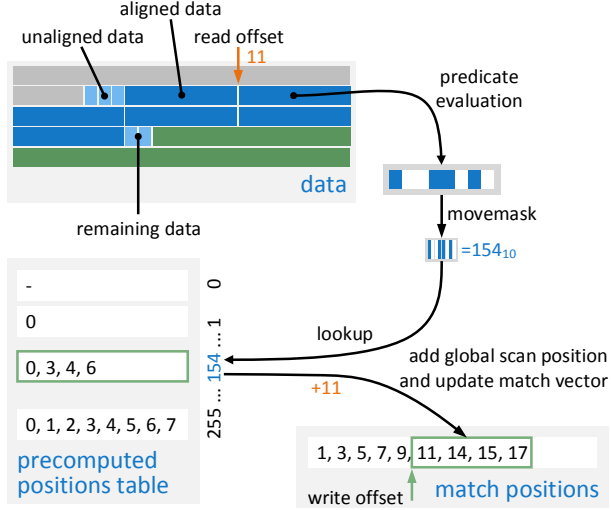 aligned data
unaligned data
read offset
11
predicate
evaluation
data
remaining data
movemask
=154₁₀
-
0
0, 3, 4, 6
0, 1, 2, 3, 4, 5, 6, 7
0
... 1
... 154
255 ...
precomputed
positions table
lookup
add global scan position
and update match vector
+11
1, 3, 5, 7, 9, 11, 14, 15, 17
write offset
match positions